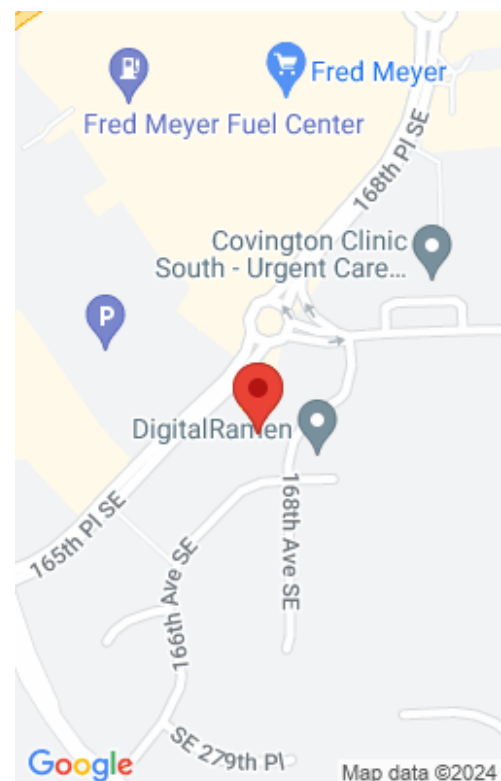 Fred Meyer
Fred Meyer Fuel Center
168th Pl SE
Covington Clinic
South - Urgent Care...
P
DigitalRamen
165th Pl SE
166th Ave SE
168th Ave SE
SE 279th Pl
Google
Map data ©2024